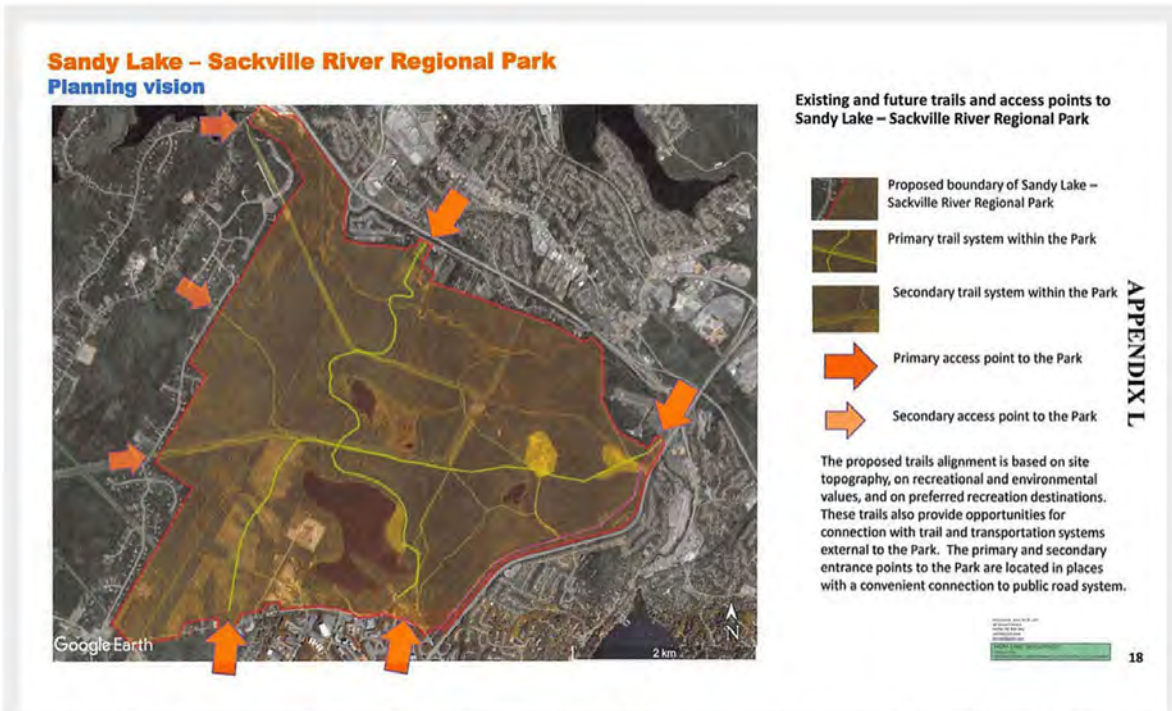 Sandy Lake – Sackville River Regional Park
Planning vision
Existing and future trails and access points to
Sandy Lake – Sackville River Regional Park
Proposed boundary of Sandy Lake –
Sackville River Regional Park
Primary trail system within the Park
Secondary trail system within the Park
Primary access point to the Park
Secondary access point to the Park
The proposed trails alignment is based on site
topography, on recreational and environmental
values, and on preferred recreation destinations.
These trails also provide opportunities for
connection with trail and transportation systems
external to the Park. The primary and secondary
entrance points to the Park are located in places
with a convenient connection to public road system.
APPENDIX L
Google Earth
N
2 km
18